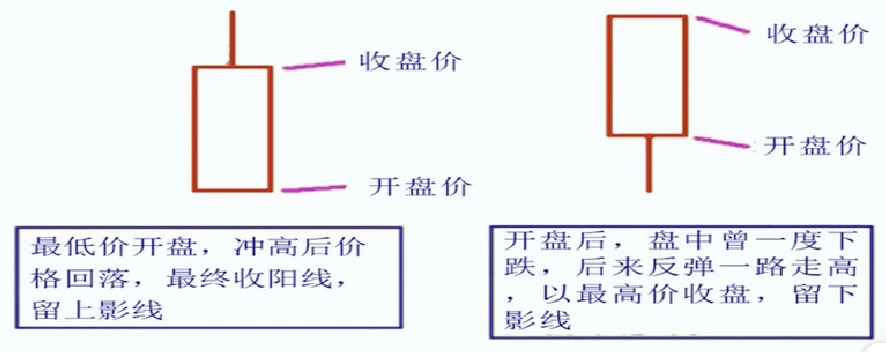 收盘价
开盘价
最低价开盘，冲高后价
格回落，最终收阳线，
留上影线
收盘价
开盘价
开盘后，盘中曾一度下
跌，后来反弹一路走高
，以最高价收盘，留下
影线